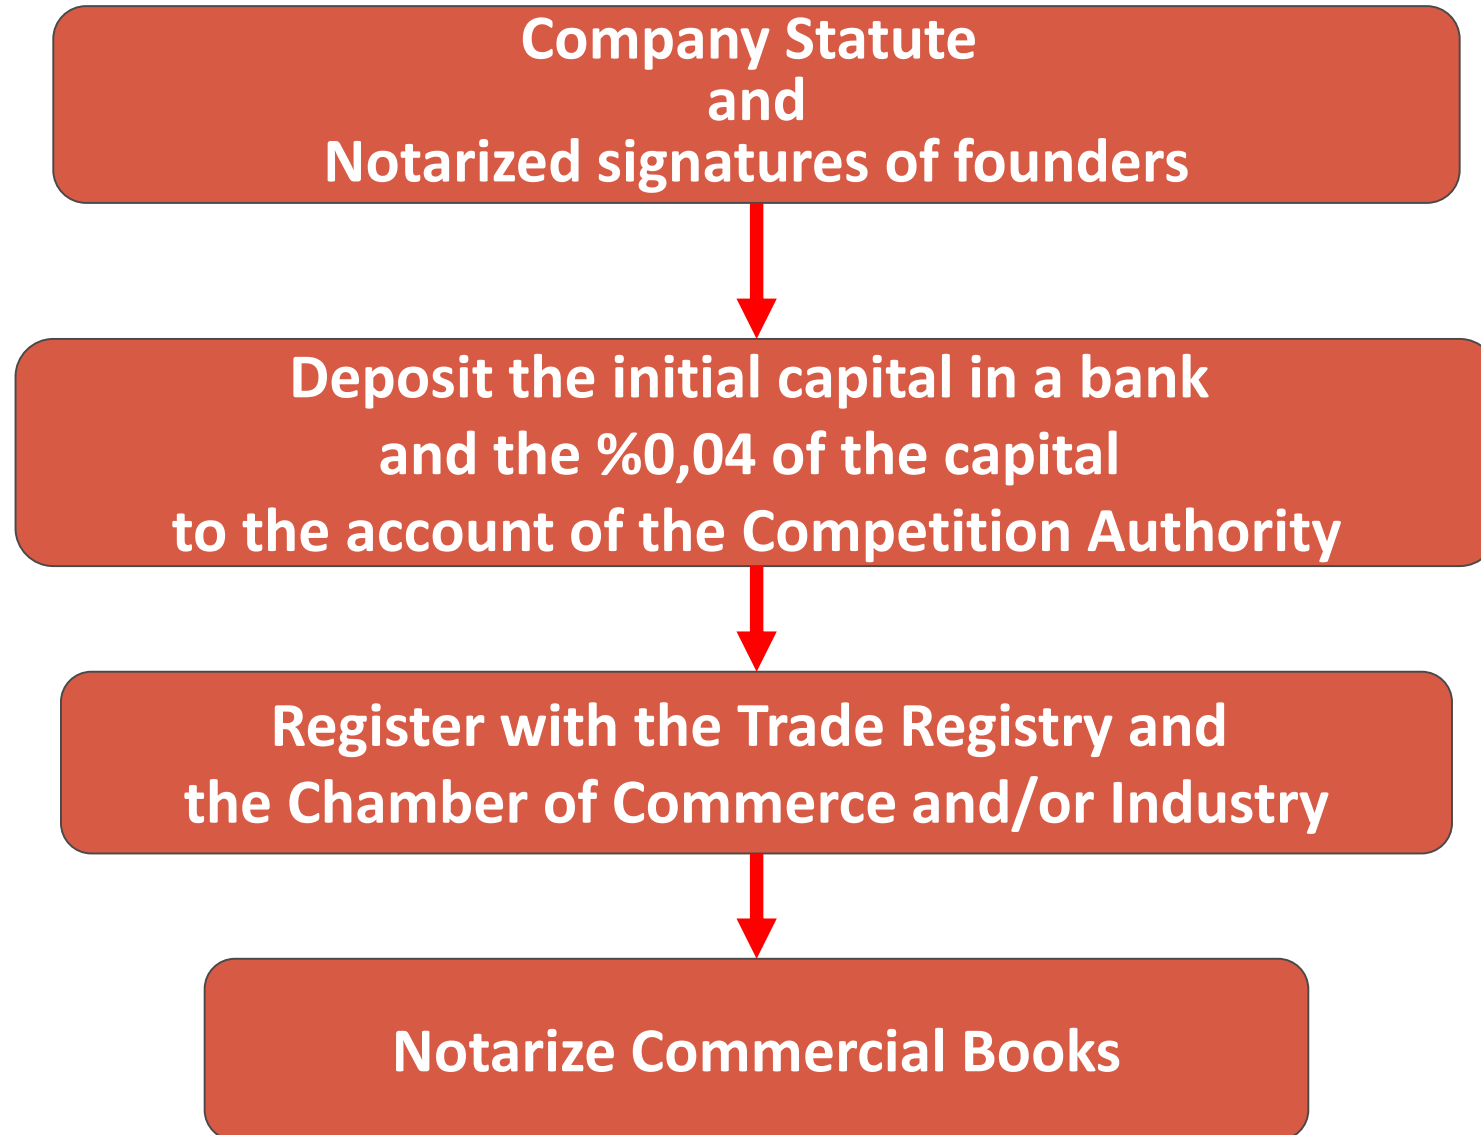 Company Statute
and
Notarized signatures of founders
Deposit the initial capital in a bank
and the %0,04 of the capital
to the account of the Competition Authority
Register with the Trade Registry and
the Chamber of Commerce and/or Industry
Notarize Commercial Books